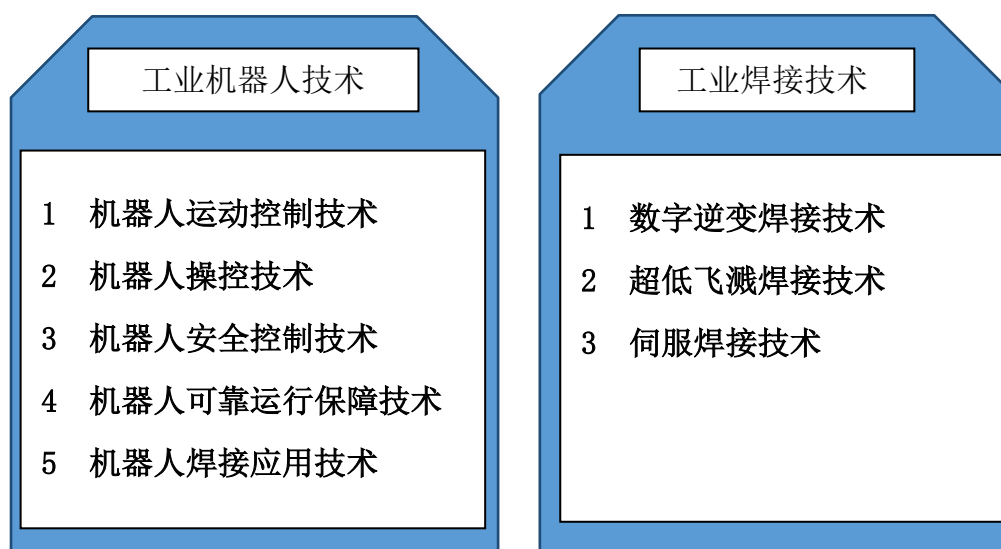 工业机器人技术
1 机器人运动控制技术
2 机器人操控技术
3 机器人安全控制技术
4 机器人可靠运行保障技术
5 机器人焊接应用技术
工业焊接技术
1 数字逆变焊接技术
2 超低飞溅焊接技术
3 伺服焊接技术